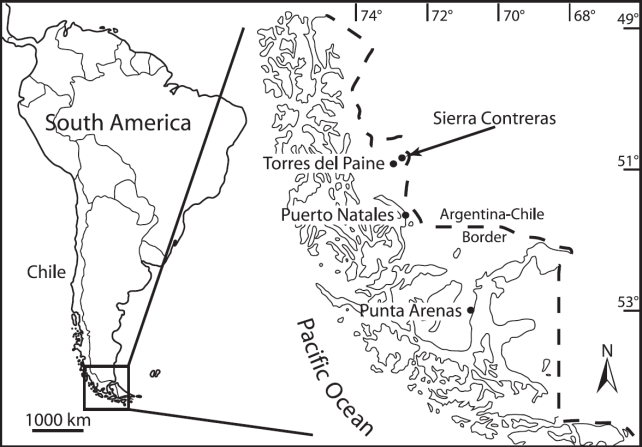 74°
72°
70°
68°
49°
South America
Sierra Contreras
Torres del Paine
51°
Puerto Natales
Argentina-Chile
Border
Chile
53°
Punta Arenas
Pacific Ocean
N
1000 km